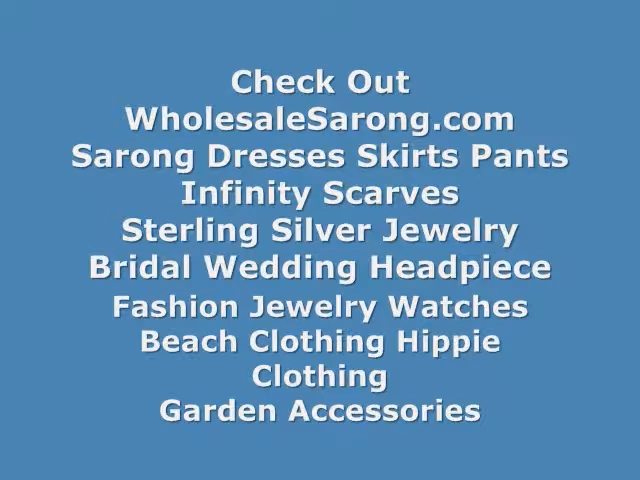 Check Out
WholesaleSarong.com
Sarong Dresses Skirts Pants
Infinity Scarves
Sterling Silver Jewelry
Bridal Wedding Headpiece
Fashion Jewelry Watches
Beach Clothing Hippie
Clothing
Garden Accessories